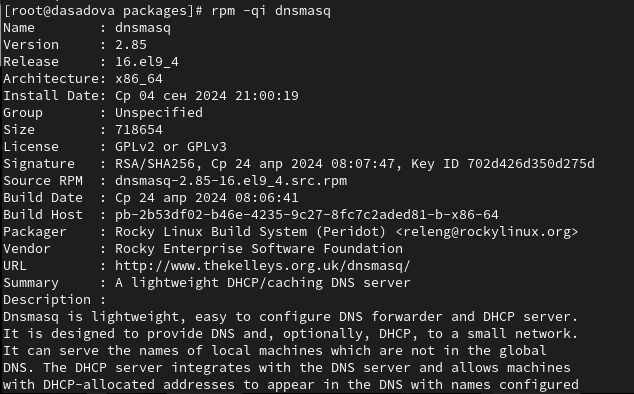 [root@dasadova packages]# rpm -qi dnsmasq
Name        : dnsmasq
Version     : 2.85
Release     : 16.el9_4
Architecture: x86_64
Install Date: Ср 04 сен 2024 21:00:19
Group       : Unspecified
Size        : 718654
License     : GPLv2 or GPLv3
Signature   : RSA/SHA256, Ср 24 апр 2024 08:07:47, Key ID 702d426d350d275d
Source RPM  : dnsmasq-2.85-16.el9_4.src.rpm
Build Date  : Ср 24 апр 2024 08:06:41
Build Host  : pb-2b53df02-b46e-4235-9c27-8fc7c2aded81-b-x86-64
Packager    : Rocky Linux Build System (Peridot) <releng@rockylinux.org>
Vendor      : Rocky Enterprise Software Foundation
URL         : http://www.thekelleys.org.uk/dnsmasq/
Summary     : A lightweight DHCP/caching DNS server
Description :
Dnsmasq is lightweight, easy to configure DNS forwarder and DHCP server.
It is designed to provide DNS and, optionally, DHCP, to a small network.
It can serve the names of local machines which are not in the global
DNS. The DHCP server integrates with the DNS server and allows machines
with DHCP-allocated addresses to appear in the DNS with names configured